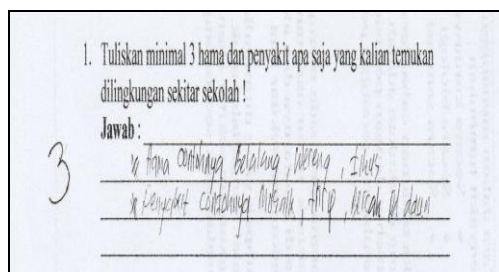 1. Tuliskan minimal 3 hama dan penyakit apa saja yang kalian temukan
dilingkungan sekitar sekolah !
Jawab :
3
Hama contohnya Belalang, Wereng, Tikus
Penyakit contohnya Mosaik, bercak daun